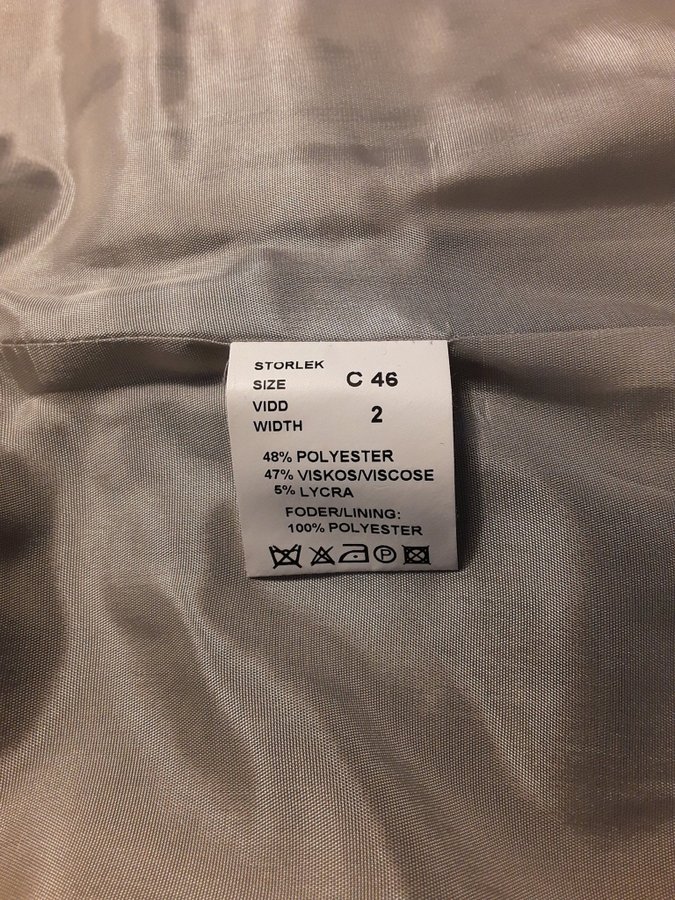 STORLEK
SIZE C 46
VIDD
WIDTH 2
48% POLYESTER
47% VISKOS/VISCOSE
5% LYCRA
FODER/LINING:
100% POLYESTER
P